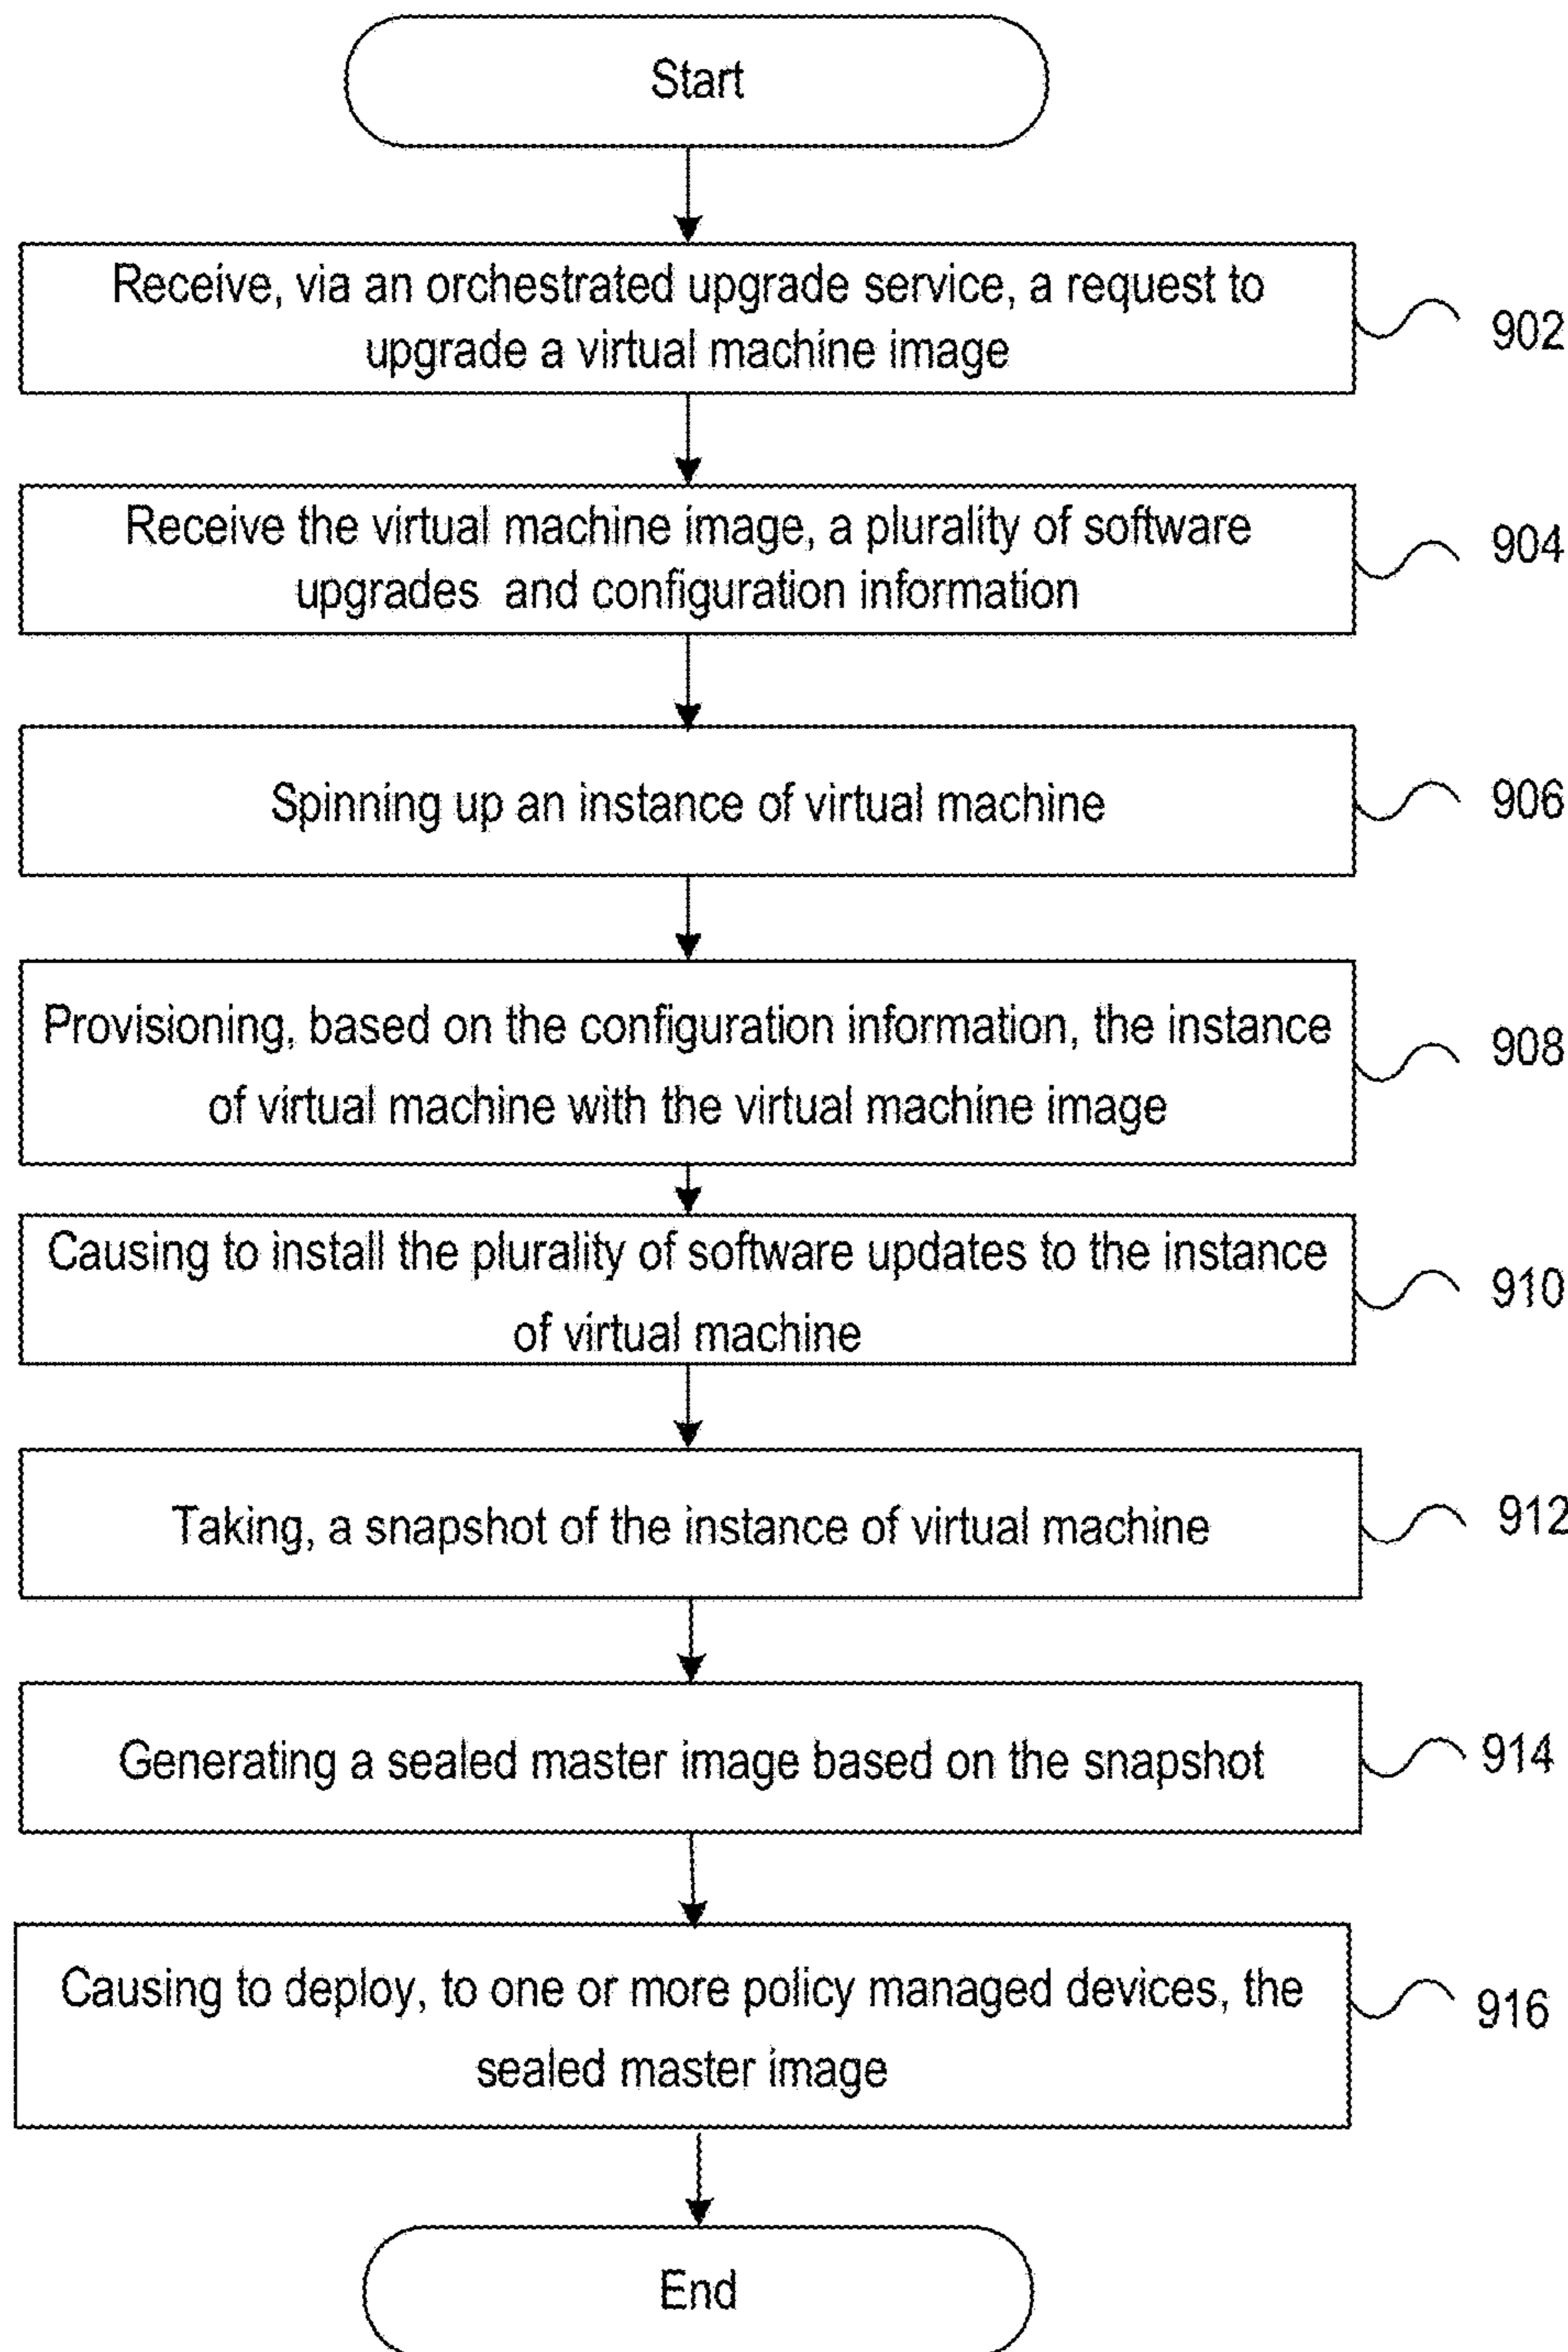 Start
Receive, via an orchestrated upgrade service, a request to
upgrade a virtual machine image
902
Receive the virtual machine image, a plurality of software
upgrades and configuration information
904
Spinning up an instance of virtual machine
906
Provisioning, based on the configuration information, the instance
of virtual machine with the virtual machine image
908
Causing to install the plurality of software updates to the instance
of virtual machine
910
Taking, a snapshot of the instance of virtual machine
912
Generating a sealed master image based on the snapshot
914
Causing to deploy, to one or more policy managed devices, the
sealed master image
916
End